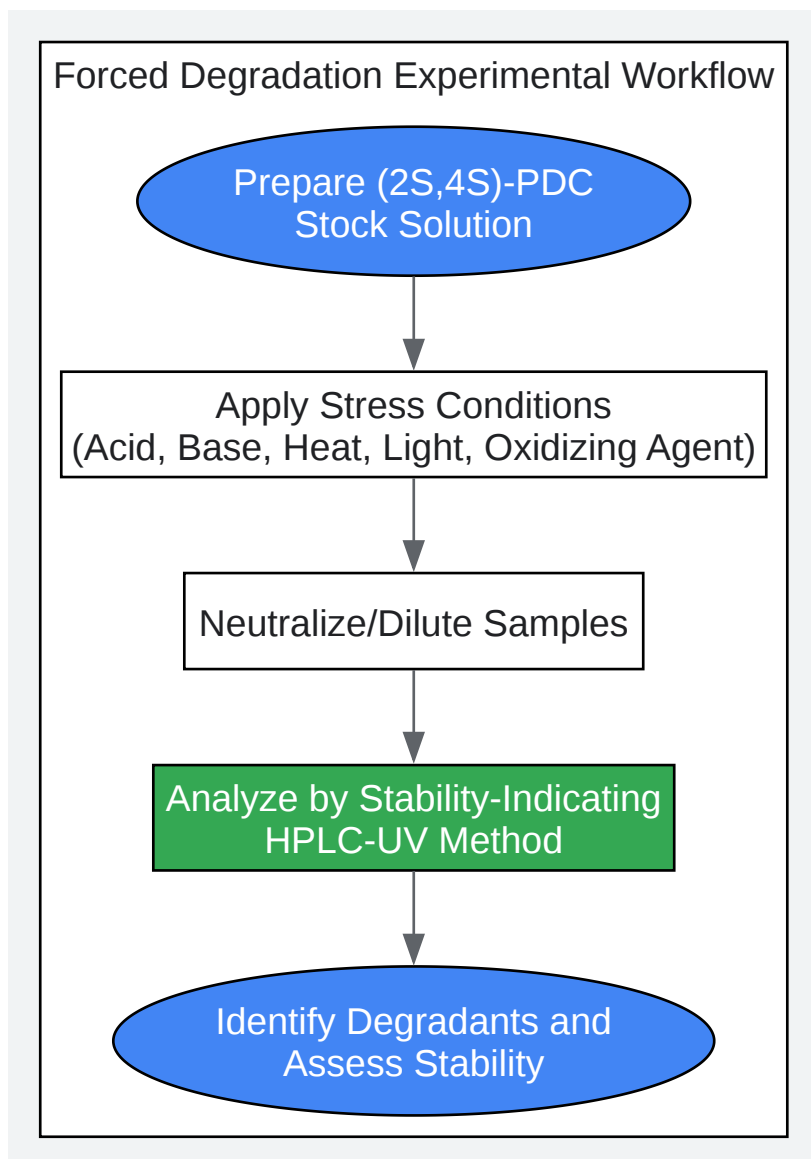 Forced Degradation Experimental Workflow
Prepare (2S,4S)-PDC
Stock Solution
Apply Stress Conditions
(Acid, Base, Heat, Light, Oxidizing Agent)
Neutralize/Dilute Samples
Analyze by Stability-Indicating
HPLC-UV Method
Identify Degradants and
Assess Stability